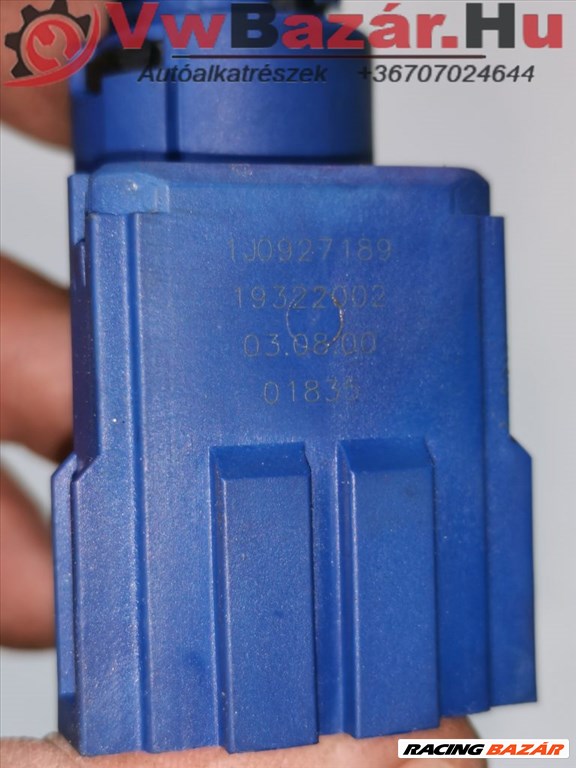 VwBazár.Hu
Autóalkatrészek +36707024644
1J0927189
19322002
03.08.00
01835
RACING BAZÁR